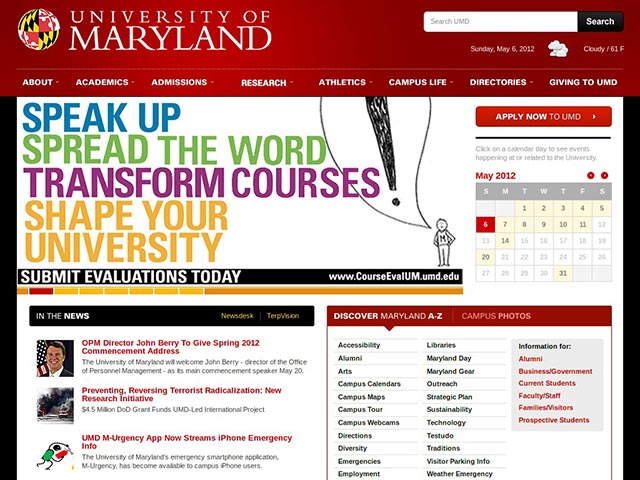 UNIVERSITY OF
MARYLAND
Search UMD
Search
Sunday, May 6, 2012
Cloudy / 61 F
ABOUT
ACADEMICS
ADMISSIONS
RESEARCH
ATHLETICS
CAMPUS LIFE
DIRECTORIES
GIVING TO UMD
SPEAK UP
SPREAD THE WORD
TRANSFORM COURSES
SHAPE YOUR
UNIVERSITY
SUBMIT EVALUATIONS TODAY
www.CourseEvalUM.umd.edu
APPLY NOW TO UMD
Click on a calendar day to see events
happening at or related to the University.
May 2012
S M T W T F S
1 2 3 4 5
6 7 8 9 10 11 12
13 14 15 16 17 18 19
20 21 22 23 24 25 26
27 28 29 30 31
IN THE NEWS
Newsdesk
TerpVision
OPM Director John Berry To Give Spring 2012
Commencement Address
The University of Maryland will welcome John Berry - director of the Office
of Personnel Management - as its main commencement speaker May 20.
Preventing, Reversing Terrorist Radicalization: New
Research Initiative
$4.5 Million DoD Grant Funds UMD-Led International Project
UMD M-Urgency App Now Streams iPhone Emergency
Info
The University of Maryland's emergency smartphone application,
M-Urgency, has become available to campus iPhone users.
DISCOVER MARYLAND A-Z
CAMPUS PHOTOS
Accessibility
Alumni
Arts
Campus Calendars
Campus Maps
Campus Tour
Campus Webcams
Directions
Diversity
Emergencies
Employment
Libraries
Maryland Day
Maryland Gear
Outreach
Strategic Plan
Sustainability
Technology
Testudo
Traditions
Visitor Parking Info
Weather Emergency
Information for:
Alumni
Business/Government
Current Students
Faculty/Staff
Families/Visitors
Prospective Students